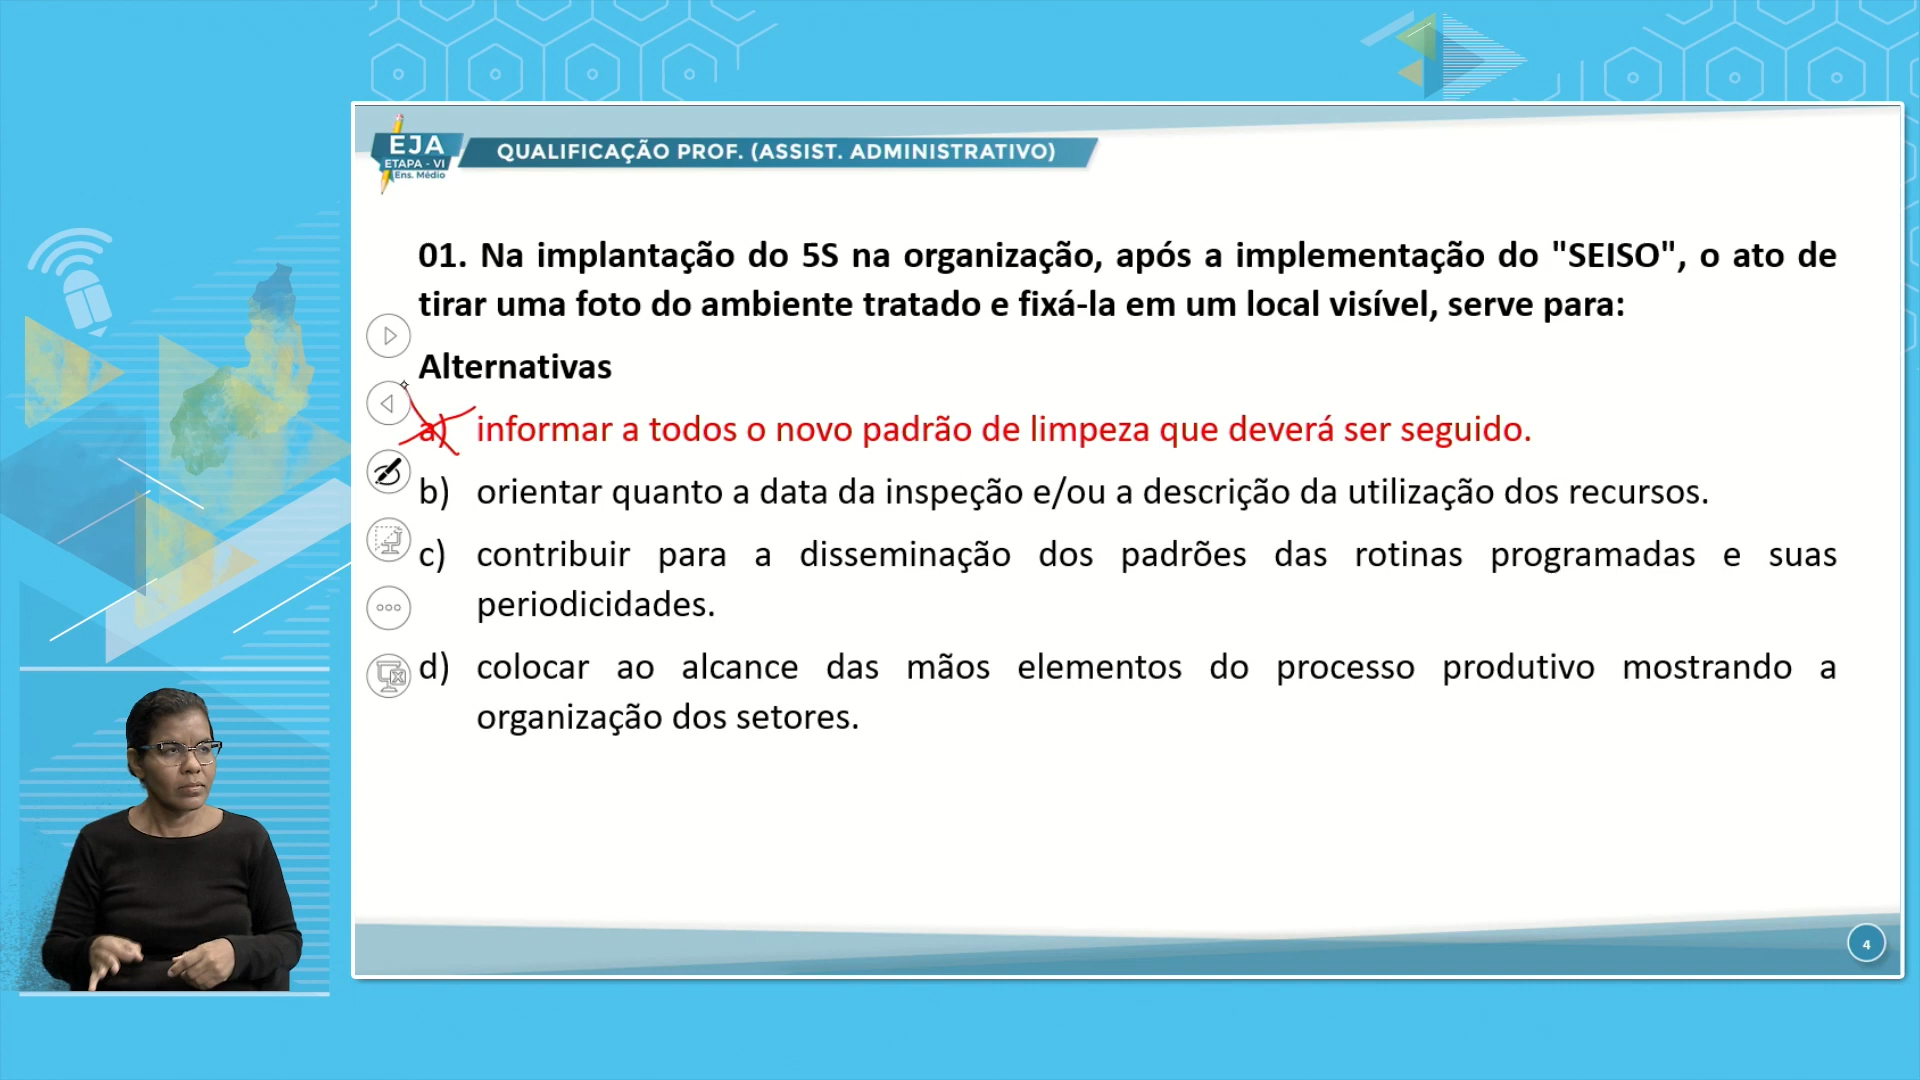 EJA
ETAPA - VI
Ens. Médio
QUALIFICAÇÃO PROF. (ASSIST. ADMINISTRATIVO)
01. Na implantação do 5S na organização, após a implementação do "SEISO", o ato de
tirar uma foto do ambiente tratado e fixá-la em um local visível, serve para:
Alternativas
a) informar a todos o novo padrão de limpeza que deverá ser seguido.
b) orientar quanto a data da inspeção e/ou a descrição da utilização dos recursos.
c) contribuir para a disseminação dos padrões das rotinas programadas e suas
periodicidades.
d) colocar ao alcance das mãos elementos do processo produtivo mostrando a
organização dos setores.
4